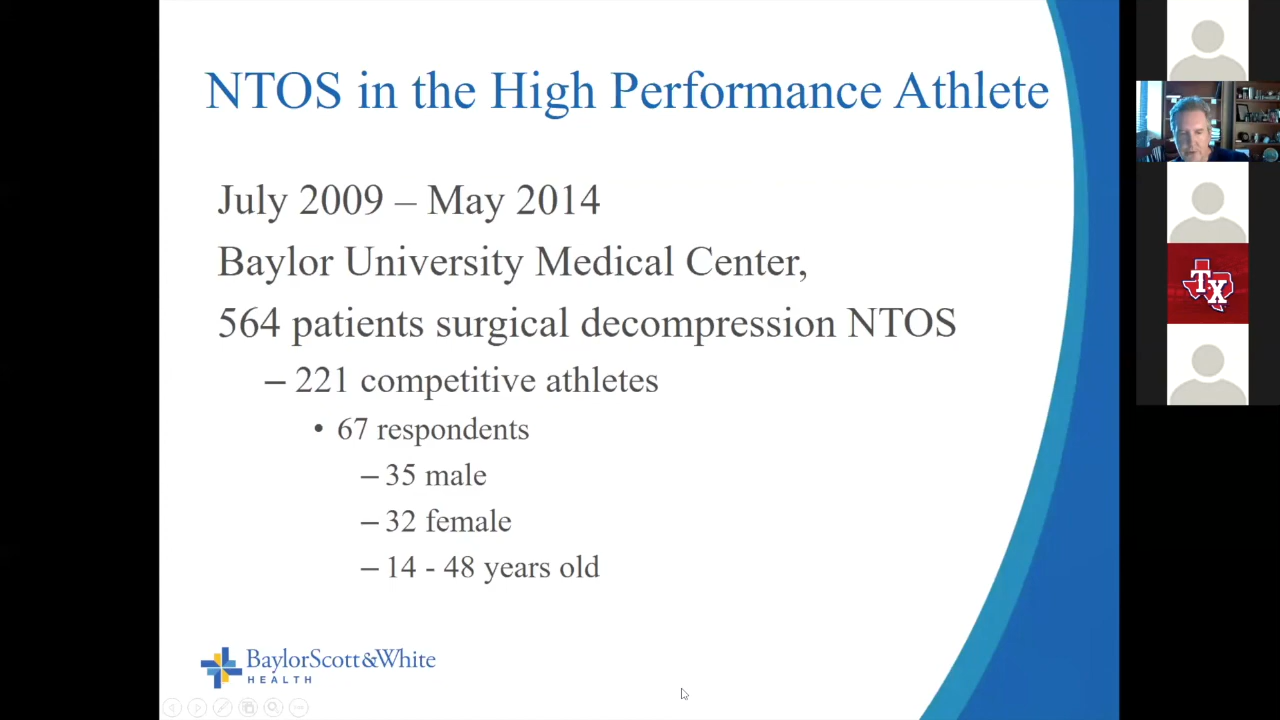 NTOS in the High Performance Athlete
July 2009 – May 2014
Baylor University Medical Center,
564 patients surgical decompression NTOS
– 221 competitive athletes
• 67 respondents
– 35 male
– 32 female
– 14 - 48 years old
BaylorScott&White
HEALTH
TX